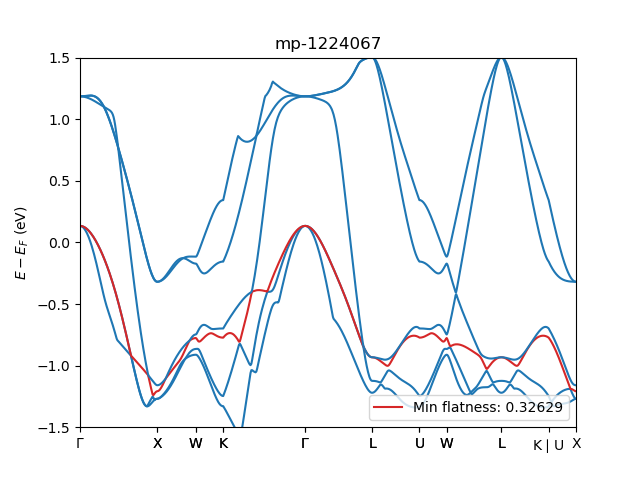 mp-1224067
E − E_F (eV)
1.5
1.0
0.5
0.0
−0.5
−1.0
−1.5
Γ X W K Γ L U W L K | U X
Min flatness: 0.32629